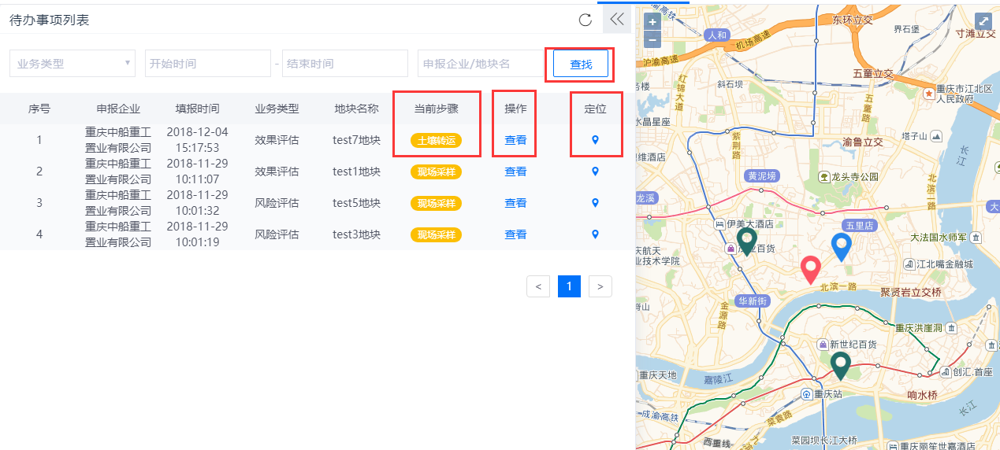 待办事项列表
业务类型
开始时间
-
结束时间
申报企业/地块名
查找
序号
申报企业
填报时间
业务类型
地块名称
当前步骤
操作
定位
1
重庆中船重工
置业有限公司
2018-12-04
15:17:53
效果评估
test7地块
土壤转运
查看
2
重庆中船重工
置业有限公司
2018-11-29
10:11:07
效果评估
test1地块
现场采样
查看
3
重庆中船重工
置业有限公司
2018-11-29
10:01:32
风险评估
test5地块
现场采样
查看
4
重庆中船重工
置业有限公司
2018-11-29
10:01:19
风险评估
test3地块
现场采样
查看
<
1
>
+
−
渝高铁
东环立交
界石堡
寸滩立交
人和
机场高速
沪渝高速
五童立交
红锦大道
斜石坝
重庆市江北区
人民政府
务楼
五童路
水晶星座
紫荆路
渝鲁立交
塔子山
维酒店
长江
黄泥塝
龙头寺公园
北滨一路
龙溪
大
伊美大酒店
五里店
大法国水师军
百货
庆航天
业技术学院
江北嘴金融城
北滨一路
聚贤岩立交桥
华新街
脊山
金源路
重庆洪崖洞
新世纪百货
重庆天地
嘉陵江
创汇.首座
重庆站
响水桥
成渝高铁
菜袁路
长江
西重线
九
菜园坝长江大桥
重庆丽笙世嘉酒店